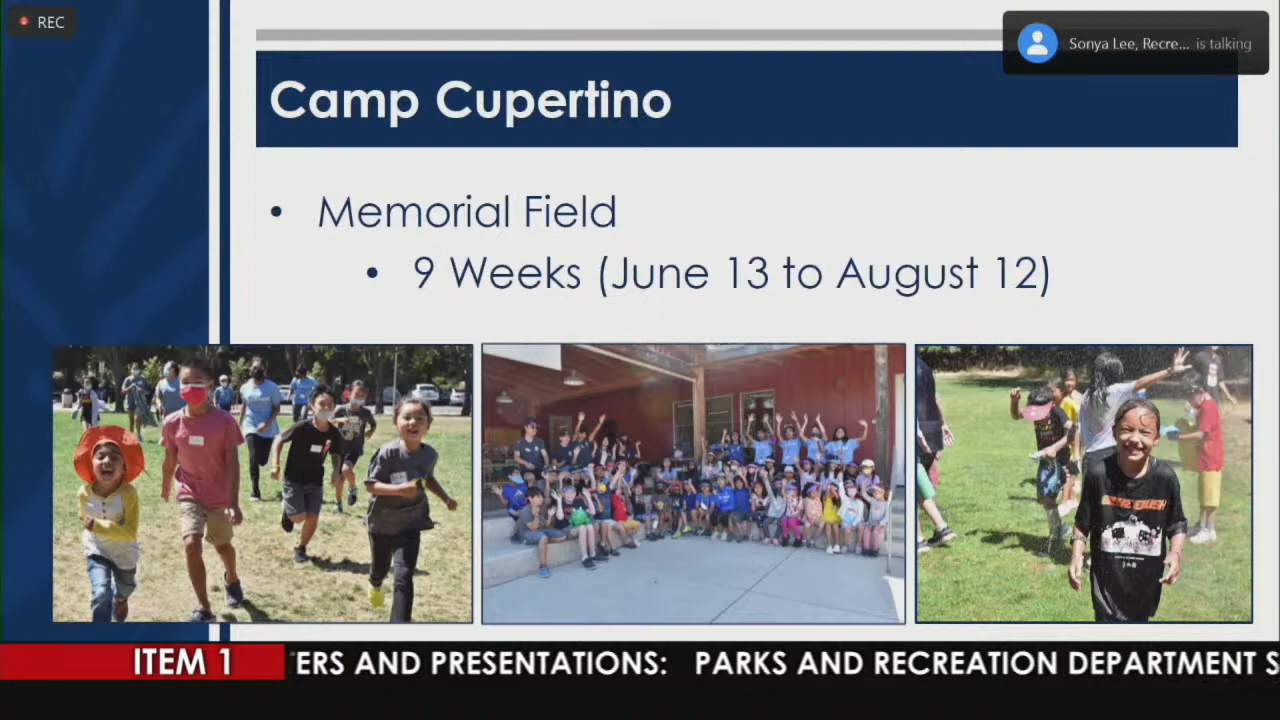 REC
Sonya Lee, Recre... is talking
Camp Cupertino
• Memorial Field
• 9 Weeks (June 13 to August 12)
ITEM 1
ERS AND PRESENTATIONS: PARKS AND RECREATION DEPARTMENT S